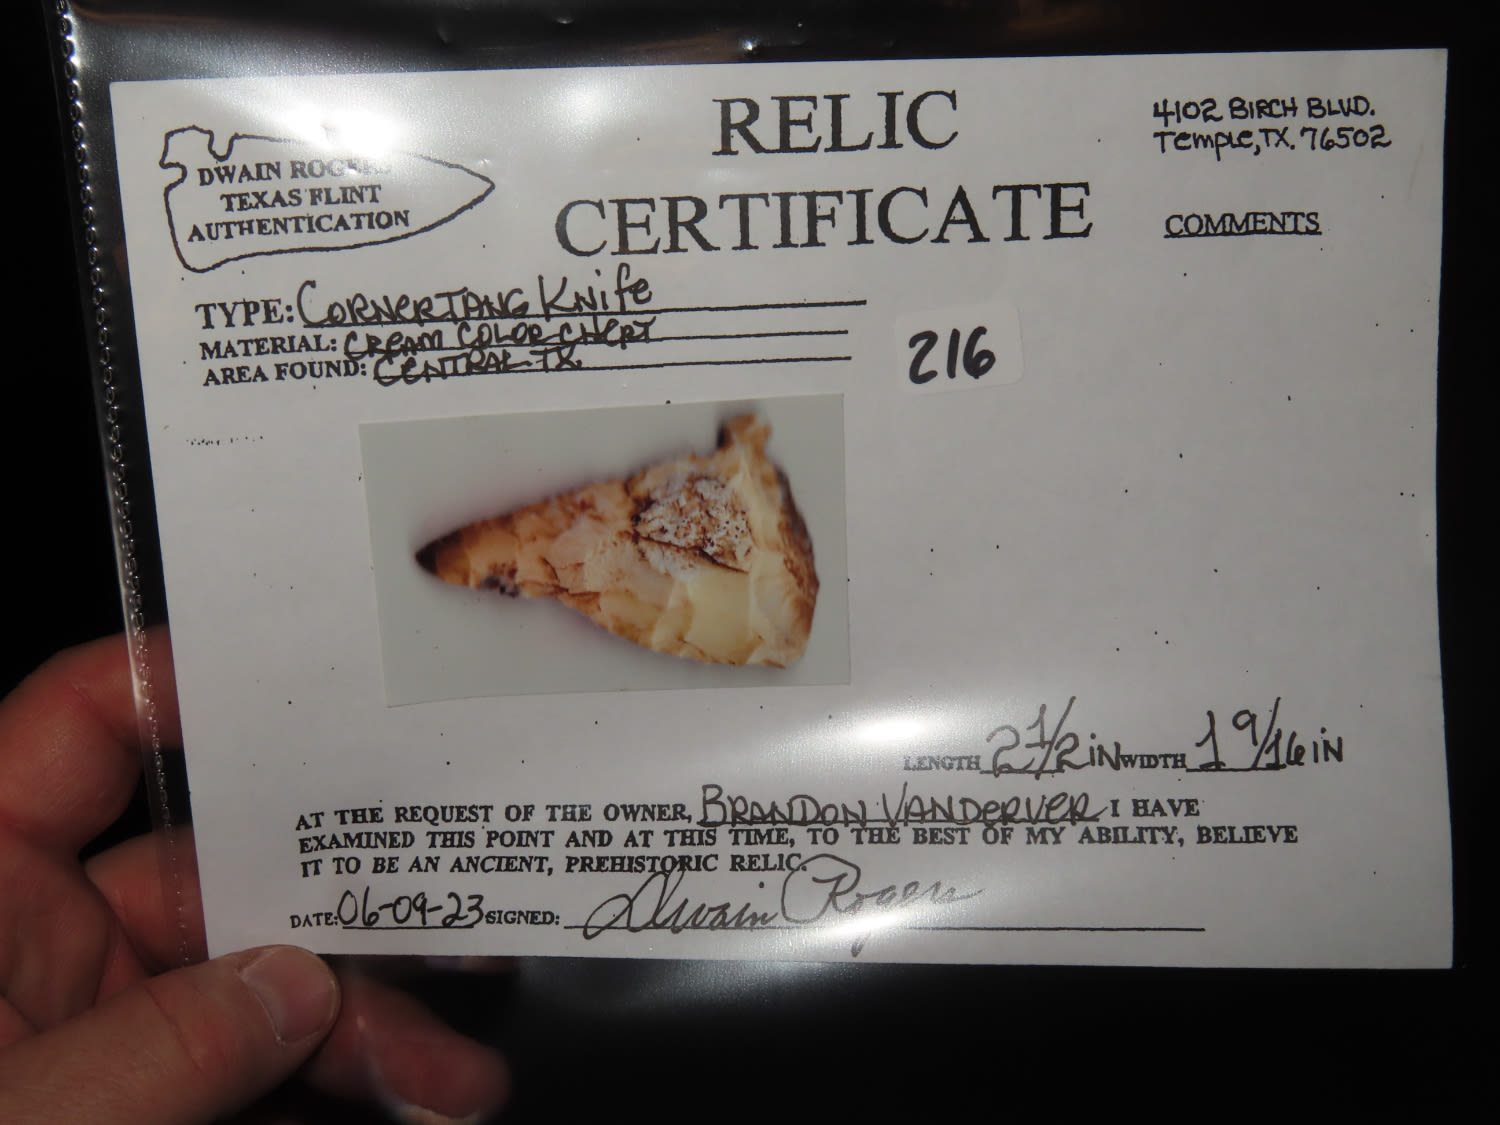 DWAIN ROGERS
TEXAS FLINT
AUTHENTICATION
RELIC
CERTIFICATE
4102 BIRCH BLVD.
Temple, TX. 76502
COMMENTS
TYPE: CORNERTANG KNife
MATERIAL: CREAM COLOR CHERT
AREA FOUND: CENTRAL TX.
216
LENGTH 2 1/2 iN WIDTH 1 9/16 iN
AT THE REQUEST OF THE OWNER, BRANDON VANDERVER I HAVE
EXAMINED THIS POINT AND AT THIS TIME, TO THE BEST OF MY ABILITY, BELIEVE
IT TO BE AN ANCIENT, PREHISTORIC RELIC.
DATE: 06-09-23 SIGNED: Dwain Rogers